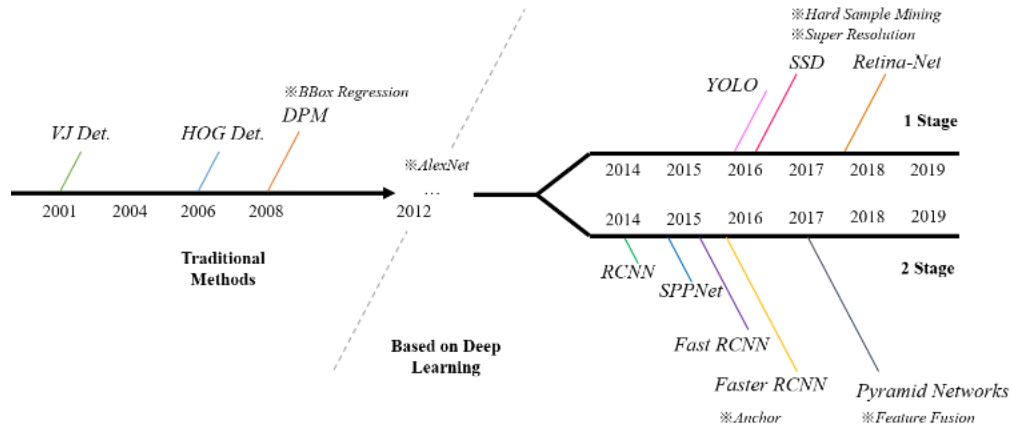 ※Hard Sample Mining
※Super Resolution
SSD
Retina-Net
YOLO
1 Stage
※BBox Regression
DPM
VJ Det.
HOG Det.
※AlexNet
...
2001 2004 2006 2008 2012
2014 2015 2016 2017 2018 2019
2014 2015 2016 2017 2018 2019
Traditional
Methods
2 Stage
RCNN
SPPNet
Fast RCNN
Based on Deep
Learning
Faster RCNN
※Anchor
Pyramid Networks
※Feature Fusion